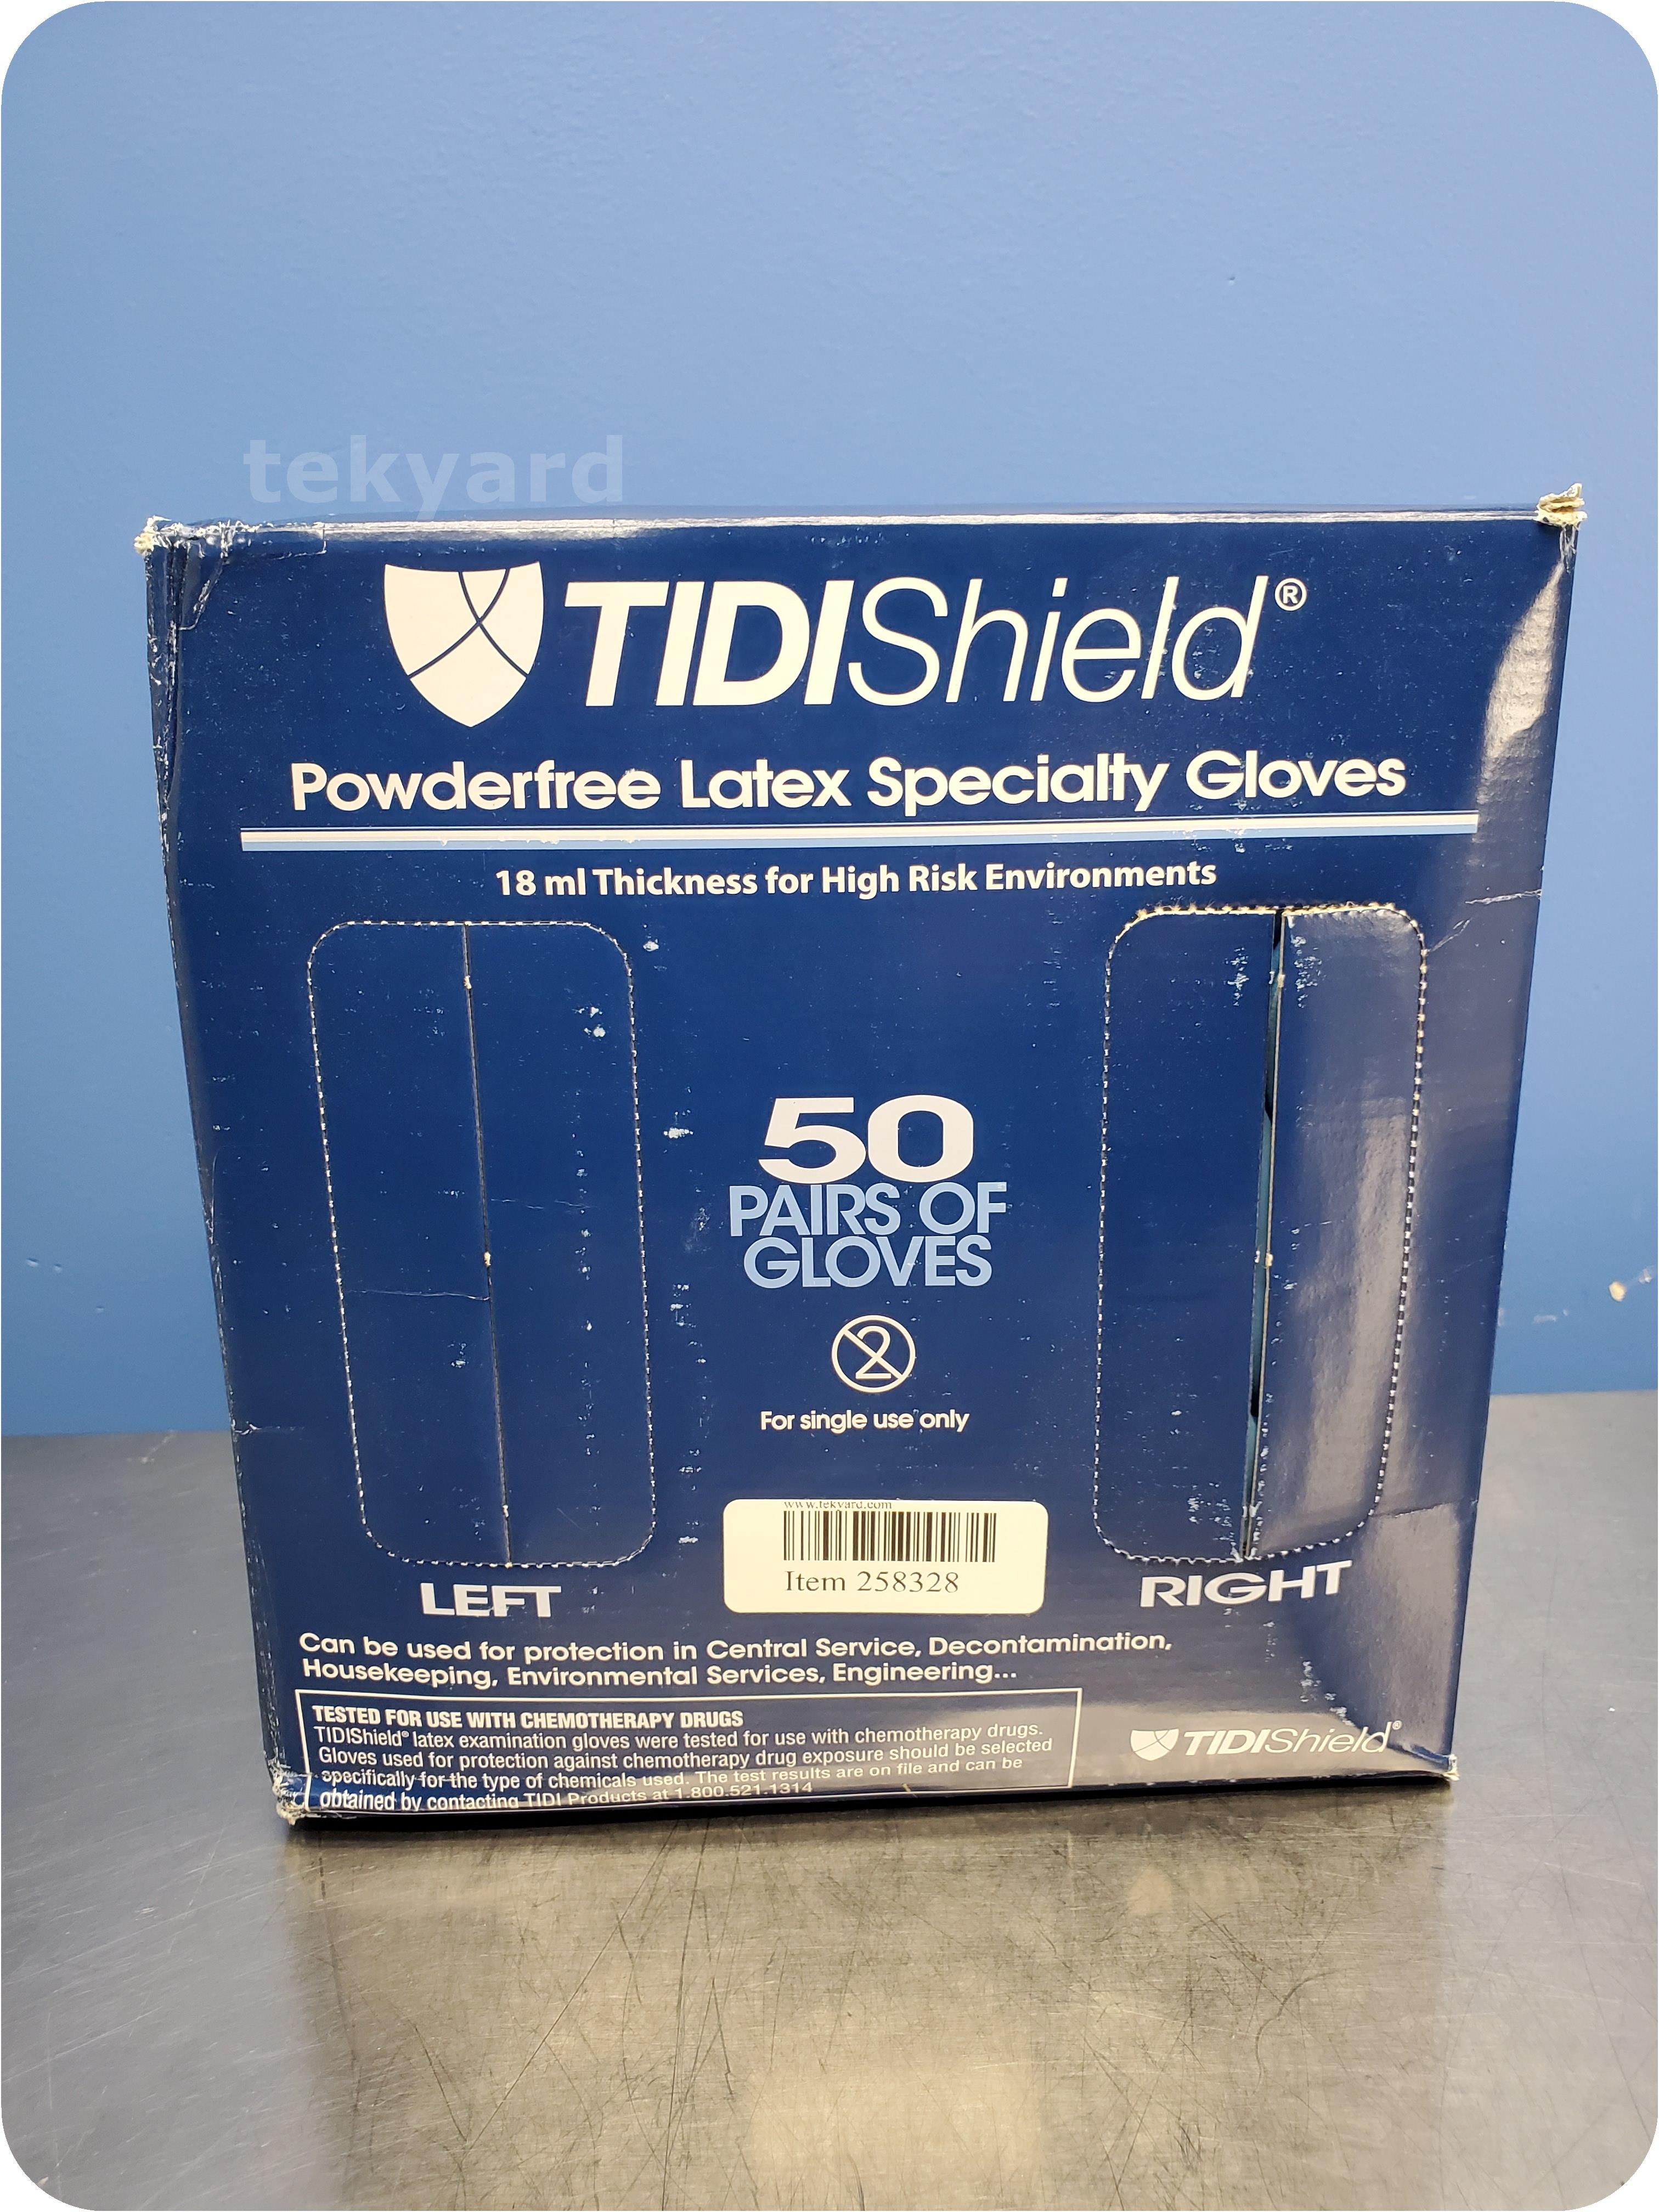 tekyard
TIDIShield®
Powderfree Latex Specialty Gloves
18 ml Thickness for High Risk Environments
50
PAIRS OF
GLOVES
2
For single use only
www.tekyard.com
Item 258328
LEFT
RIGHT
Can be used for protection in Central Service, Decontamination,
Housekeeping, Environmental Services, Engineering...
TESTED FOR USE WITH CHEMOTHERAPY DRUGS
TIDIShield® latex examination gloves were tested for use with chemotherapy drugs.
Gloves used for protection against chemotherapy drug exposure should be selected
specifically for the type of chemicals used. The test results are on file and can be
obtained by contacting TIDI Products at 1.800.521.1314
TIDIShield®